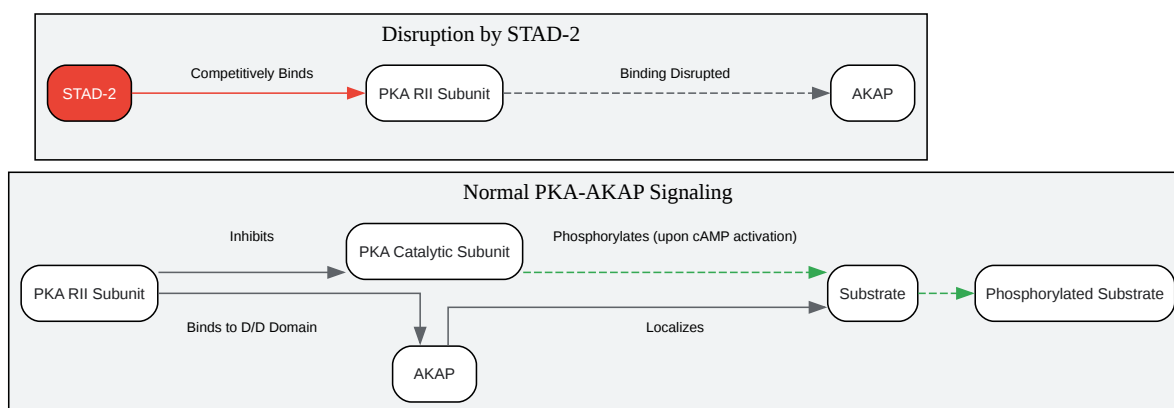 Disruption by STAD-2
STAD-2
Competitively Binds
PKA RII Subunit
Binding Disrupted
AKAP
Normal PKA-AKAP Signaling
PKA RII Subunit
Inhibits
Binds to D/D Domain
PKA Catalytic Subunit
AKAP
Phosphorylates (upon cAMP activation)
Localizes
Substrate
Phosphorylated Substrate